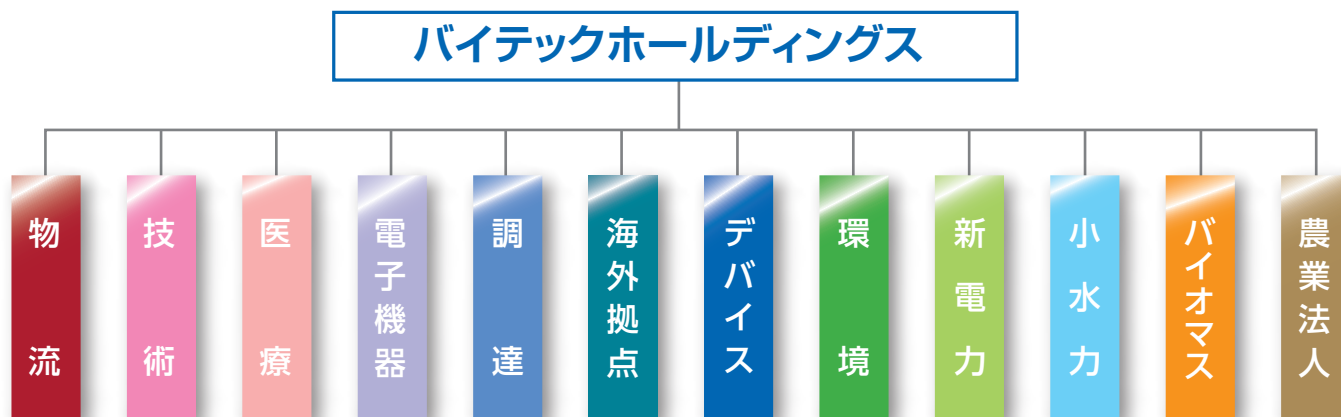 バイテックホールディングス
物流
技術
医療
電子機器
調達
海外拠点
デバイス
環境
新電力
小水力
バイオマス
農業法人